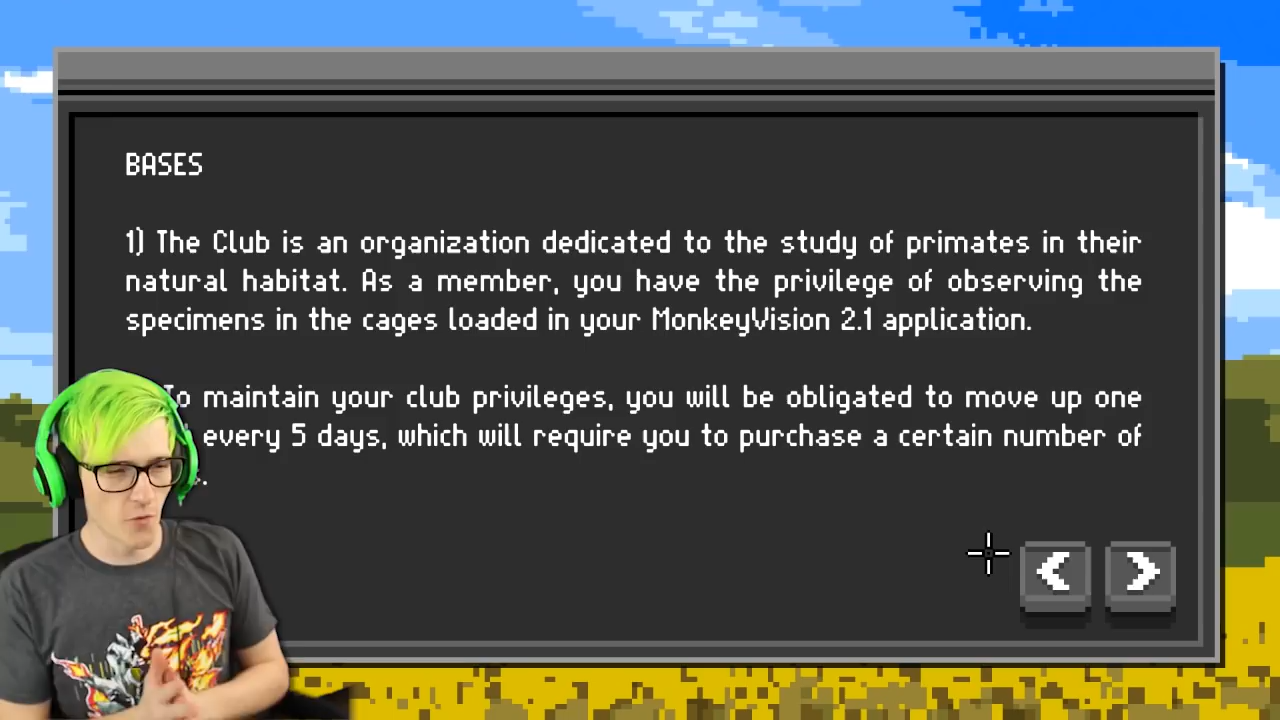 BASES
1) The Club is an organization dedicated to the study of primates in their
natural habitat. As a member, you have the privilege of observing the
specimens in the cages loaded in your MonkeyVision 2.1 application.
To maintain your club privileges, you will be obligated to move up one
every 5 days, which will require you to purchase a certain number of